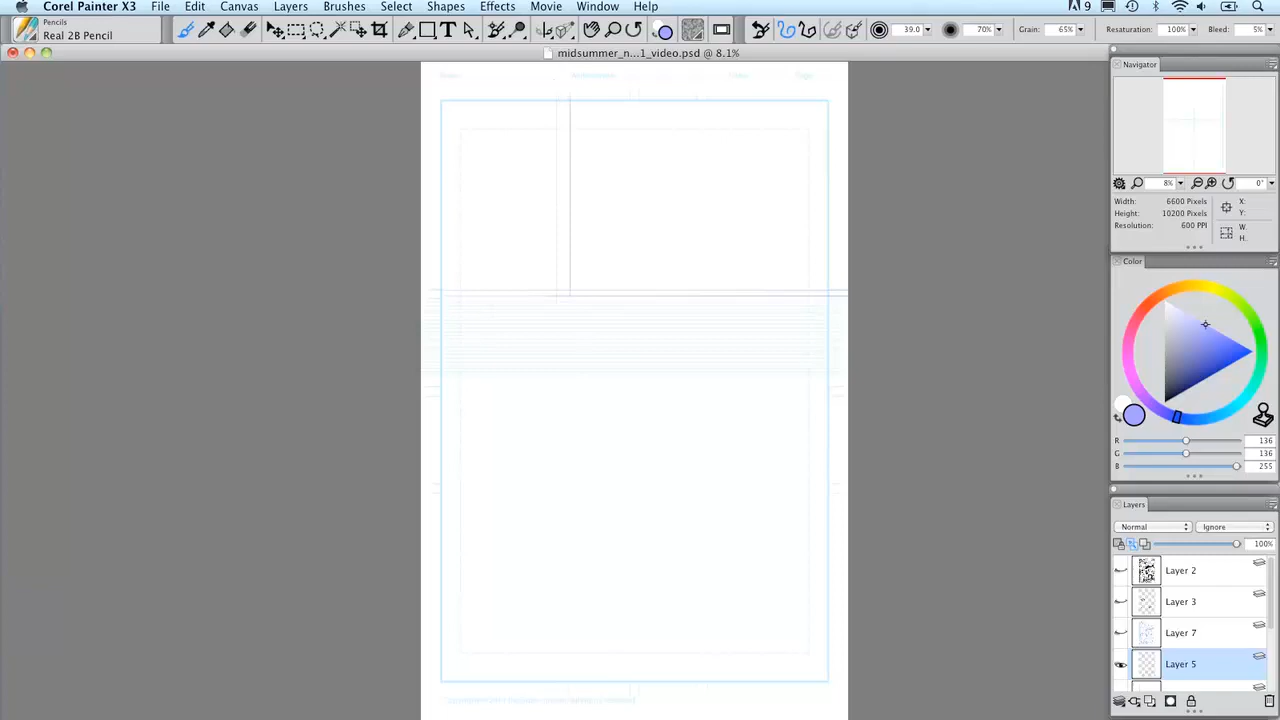 Corel Painter X3 File Edit Canvas Layers Brushes Select Shapes Effects Movie Window Help 9
Pencils
Real 2B Pencil
39.0 70% Grain: 65% Resaturation: 100% Bleed: 5%
midsummer_n...1_video.psd @ 8.1%
Navigator
8% 0°
Width: 6600 Pixels X:
Height: 10200 Pixels Y:
Resolution: 600 PPI W.
H.
Color
R 136
G 136
B 255
Layers
Normal Ignore
100%
Layer 2
Layer 3
Layer 7
Layer 5